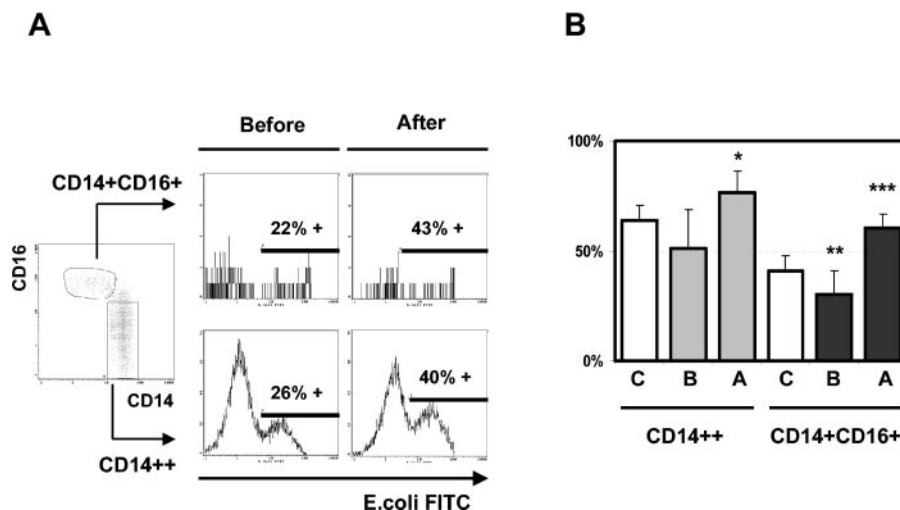 A
B
Before
After
CD14+CD16+
22% +
43% +
CD16
CD14
26% +
40% +
CD14++
E.coli FITC
100%
50%
0%
*
**
***
C
B
A
C
B
A
CD14++
CD14+CD16+